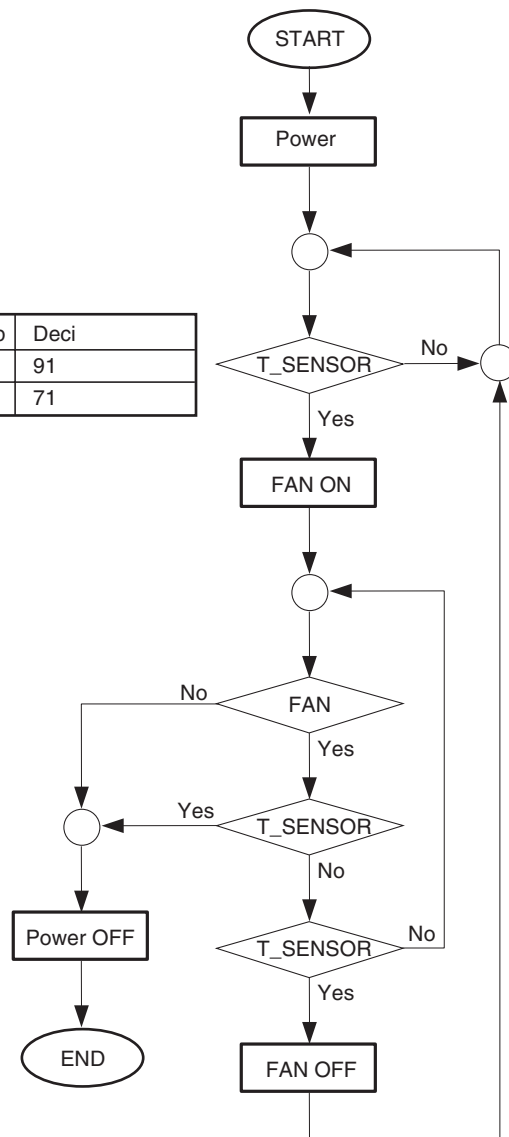 START
Power
Deci
91
71
T_SENSOR
No
Yes
FAN ON
FAN
No
Yes
T_SENSOR
Yes
No
T_SENSOR
No
Yes
Power OFF
FAN OFF
END